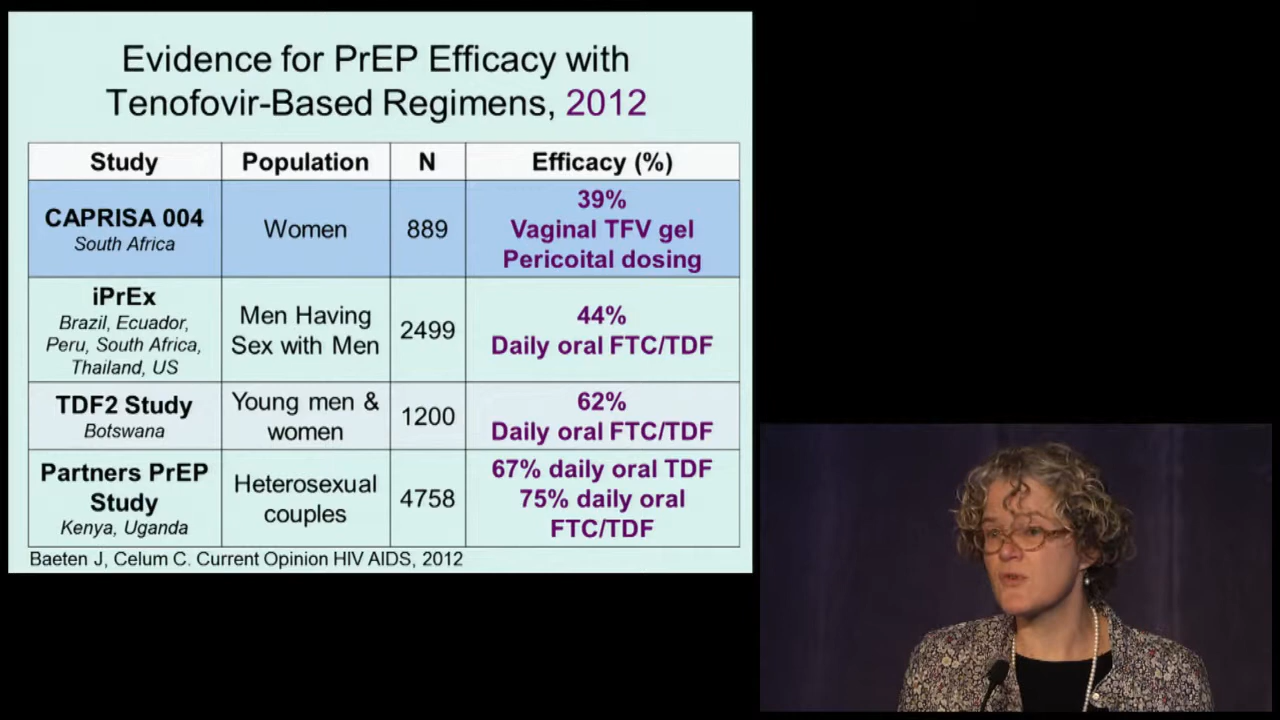 Evidence for PrEP Efficacy with
Tenofovir-Based Regimens, 2012
Study Population N Efficacy (%)
CAPRISA 004
South Africa
Women
889
39%
Vaginal TFV gel
Pericoital dosing
iPrEx
Brazil, Ecuador,
Peru, South Africa,
Thailand, US
Men Having
Sex with Men
2499
44%
Daily oral FTC/TDF
TDF2 Study
Botswana
Young men &
women
1200
62%
Daily oral FTC/TDF
Partners PrEP
Study
Kenya, Uganda
Heterosexual
couples
4758
67% daily oral TDF
75% daily oral
FTC/TDF
Baeten J, Celum C. Current Opinion HIV AIDS, 2012